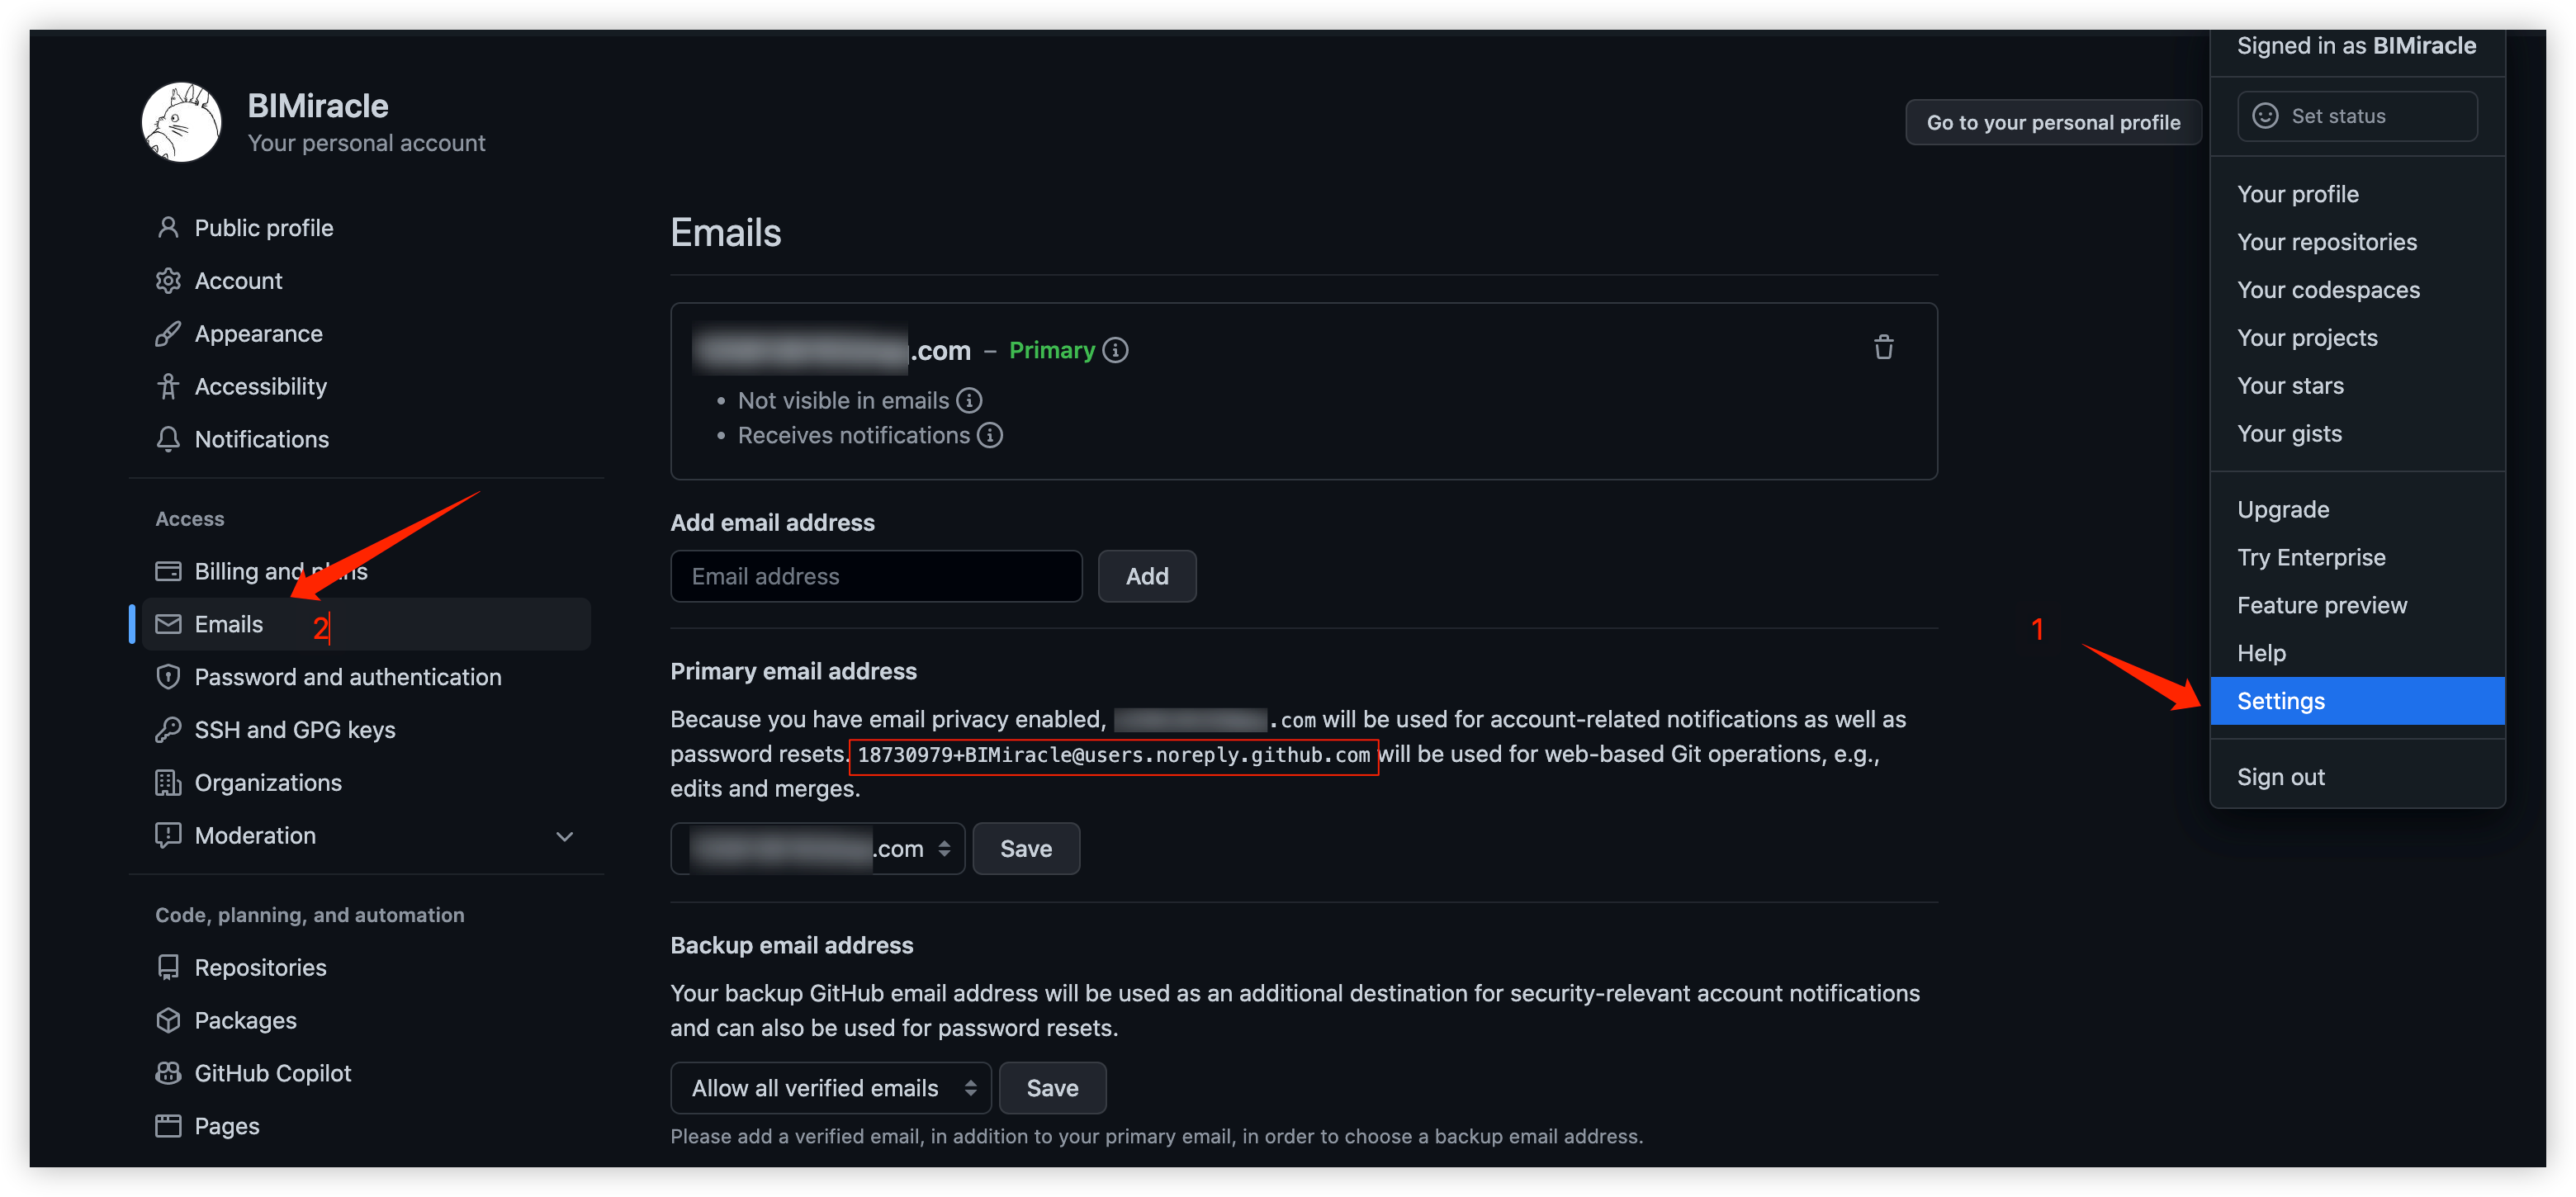 BIMiracle
Your personal account
Go to your personal profile
Public profile
Account
Appearance
Accessibility
Notifications
Access
Billing and plans
Emails
2
Password and authentication
SSH and GPG keys
Organizations
Moderation
Code, planning, and automation
Repositories
Packages
GitHub Copilot
Pages
Emails
.com – Primary
Not visible in emails
Receives notifications
Add email address
Email address
Add
Primary email address
Because you have email privacy enabled, .com will be used for account-related notifications as well as
password resets. 18730979+BIMiracle@users.noreply.github.com will be used for web-based Git operations, e.g.,
edits and merges.
.com
Save
Backup email address
Your backup GitHub email address will be used as an additional destination for security-relevant account notifications
and can also be used for password resets.
Allow all verified emails
Save
Please add a verified email, in addition to your primary email, in order to choose a backup email address.
Signed in as BIMiracle
Set status
Your profile
Your repositories
Your codespaces
Your projects
Your stars
Your gists
Upgrade
Try Enterprise
Feature preview
Help
1
Settings
Sign out